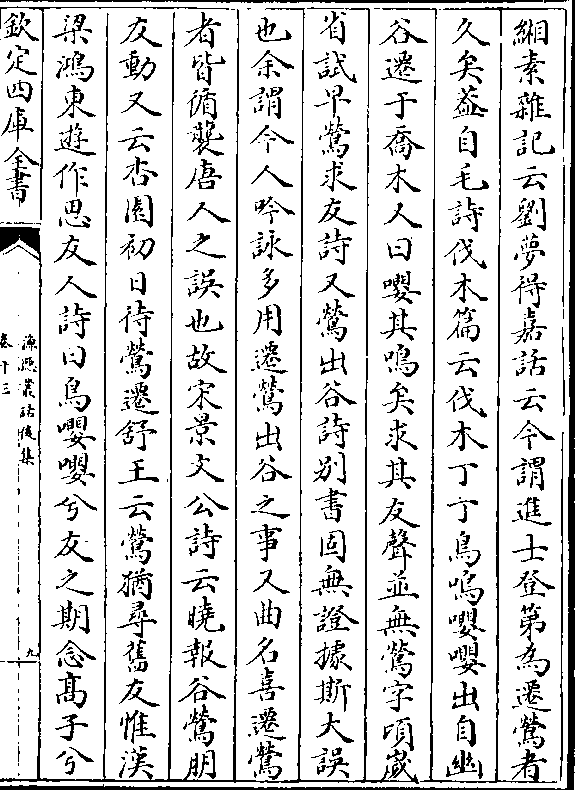 緗素雜記云劉夢得嘉話云今謂進士登第為遷鶯者
久矣葢自毛詩伐木篇云伐木丁丁鳥鳴嚶嚶出自幽
谷遷于喬木又曰嚶其鳴矣求其友聲並無鶯字頃嵗
省試早鶯求友詩又鶯出谷詩别書固無證據斯大誤
也余謂今人吟詠多用遷鶯出谷之事又曲名喜遷鶯
者皆循襲唐人之誤也故宋景文公詩云曉報谷鶯朋
友動又云杏園初日待鶯遷舒王云鶯猶尋舊友惟漢
梁鴻東遊作思友人詩曰鳥嚶嚶兮友之期念髙子兮
欽定四庫全書
漁隱叢話後集
卷十三
九